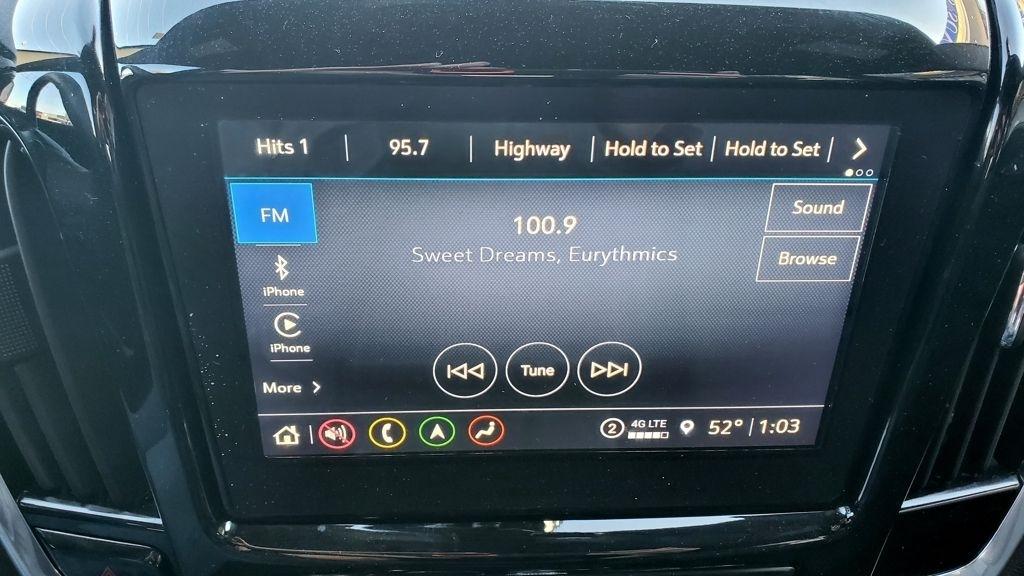 Hits 1 95.7 Highway Hold to Set Hold to Set
FM
100.9
Sound
Sweet Dreams, Eurythmics
Browse
iPhone
iPhone
Tune
More
2 4G LTE 52° 1:03